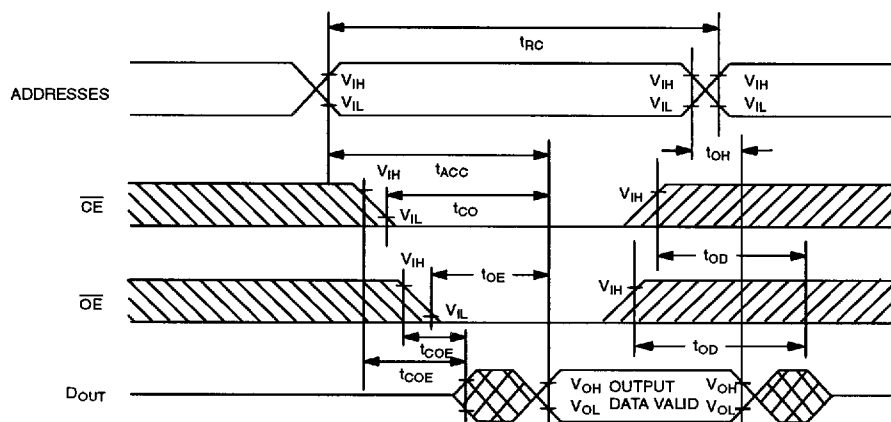 tRC
ADDRESSES
VIH
VIL
VIH
VIL
VIH
VIL
tOH
tACC
CE
VIH
VIL
tCO
VIH
tOD
OE
VIH
VIL
tOE
VIH
tOD
tCOE
tCOE
DOUT
VOH OUTPUT VOH
VOL DATA VALID VOL